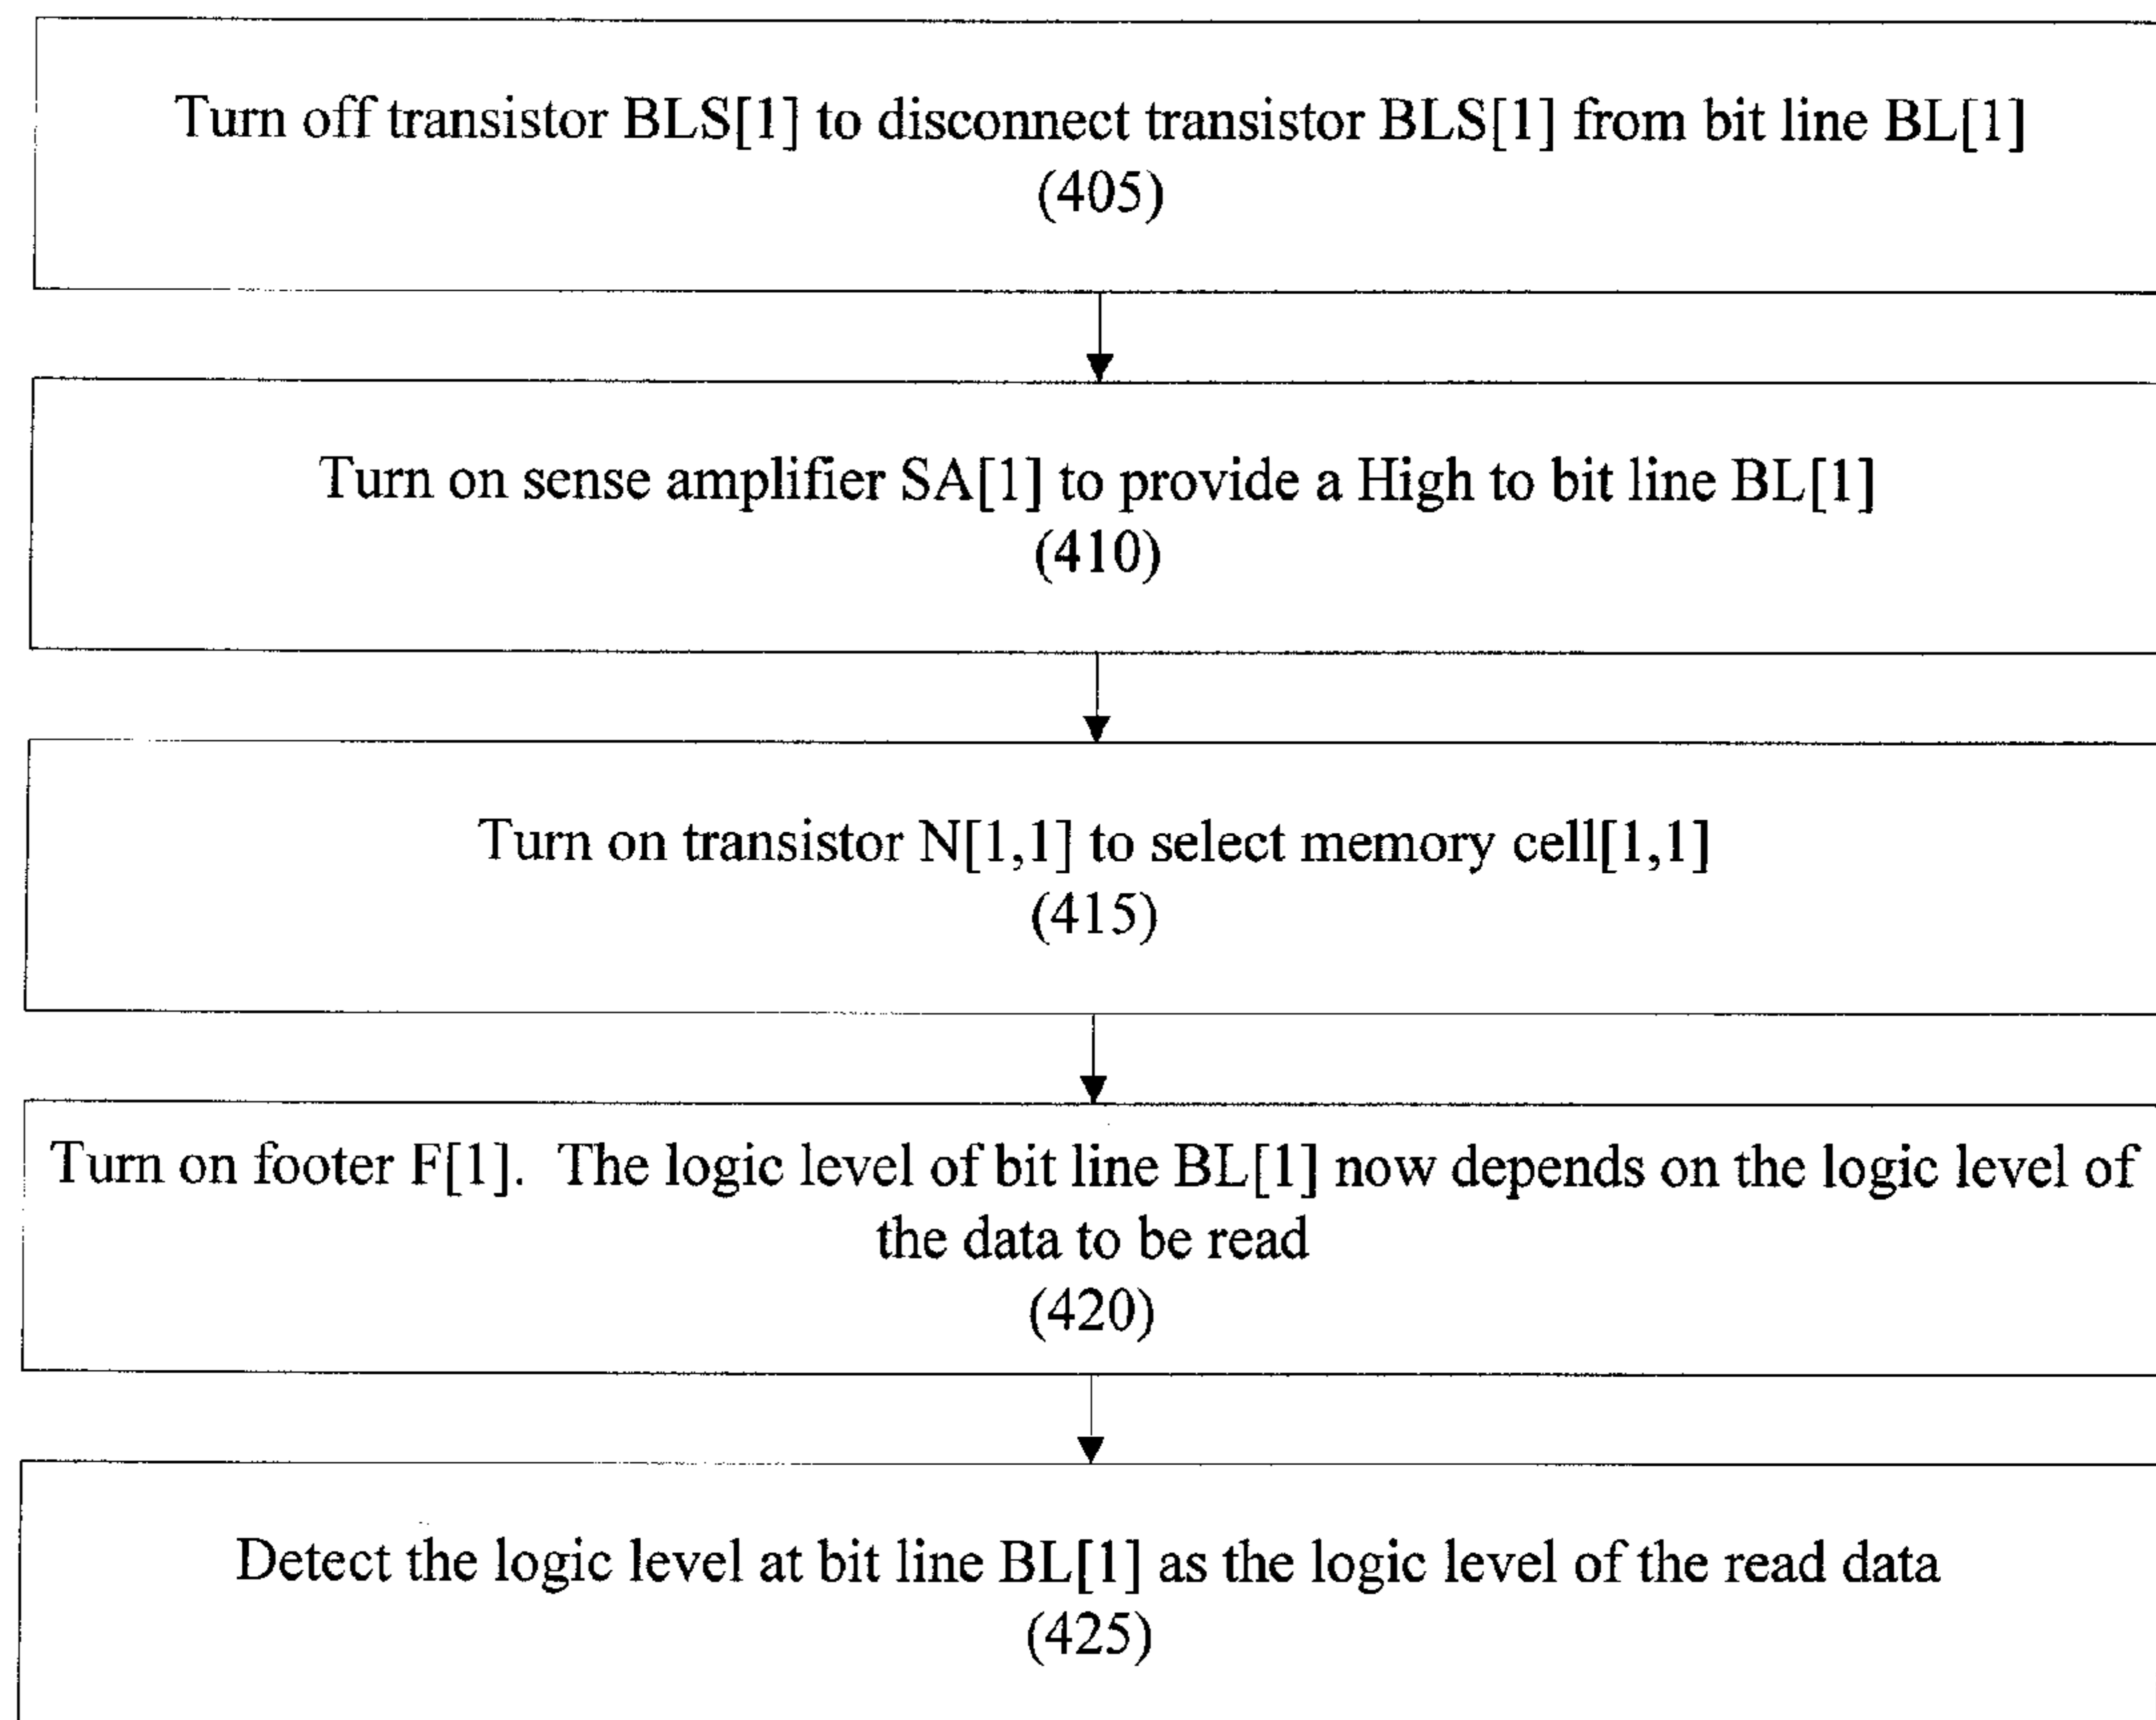 Turn off transistor BLS[1] to disconnect transistor BLS[1] from bit line BL[1]
(405)
Turn on sense amplifier SA[1] to provide a High to bit line BL[1]
(410)
Turn on transistor N[1,1] to select memory cell[1,1]
(415)
Turn on footer F[1].  The logic level of bit line BL[1] now depends on the logic level of
the data to be read
(420)
Detect the logic level at bit line BL[1] as the logic level of the read data
(425)